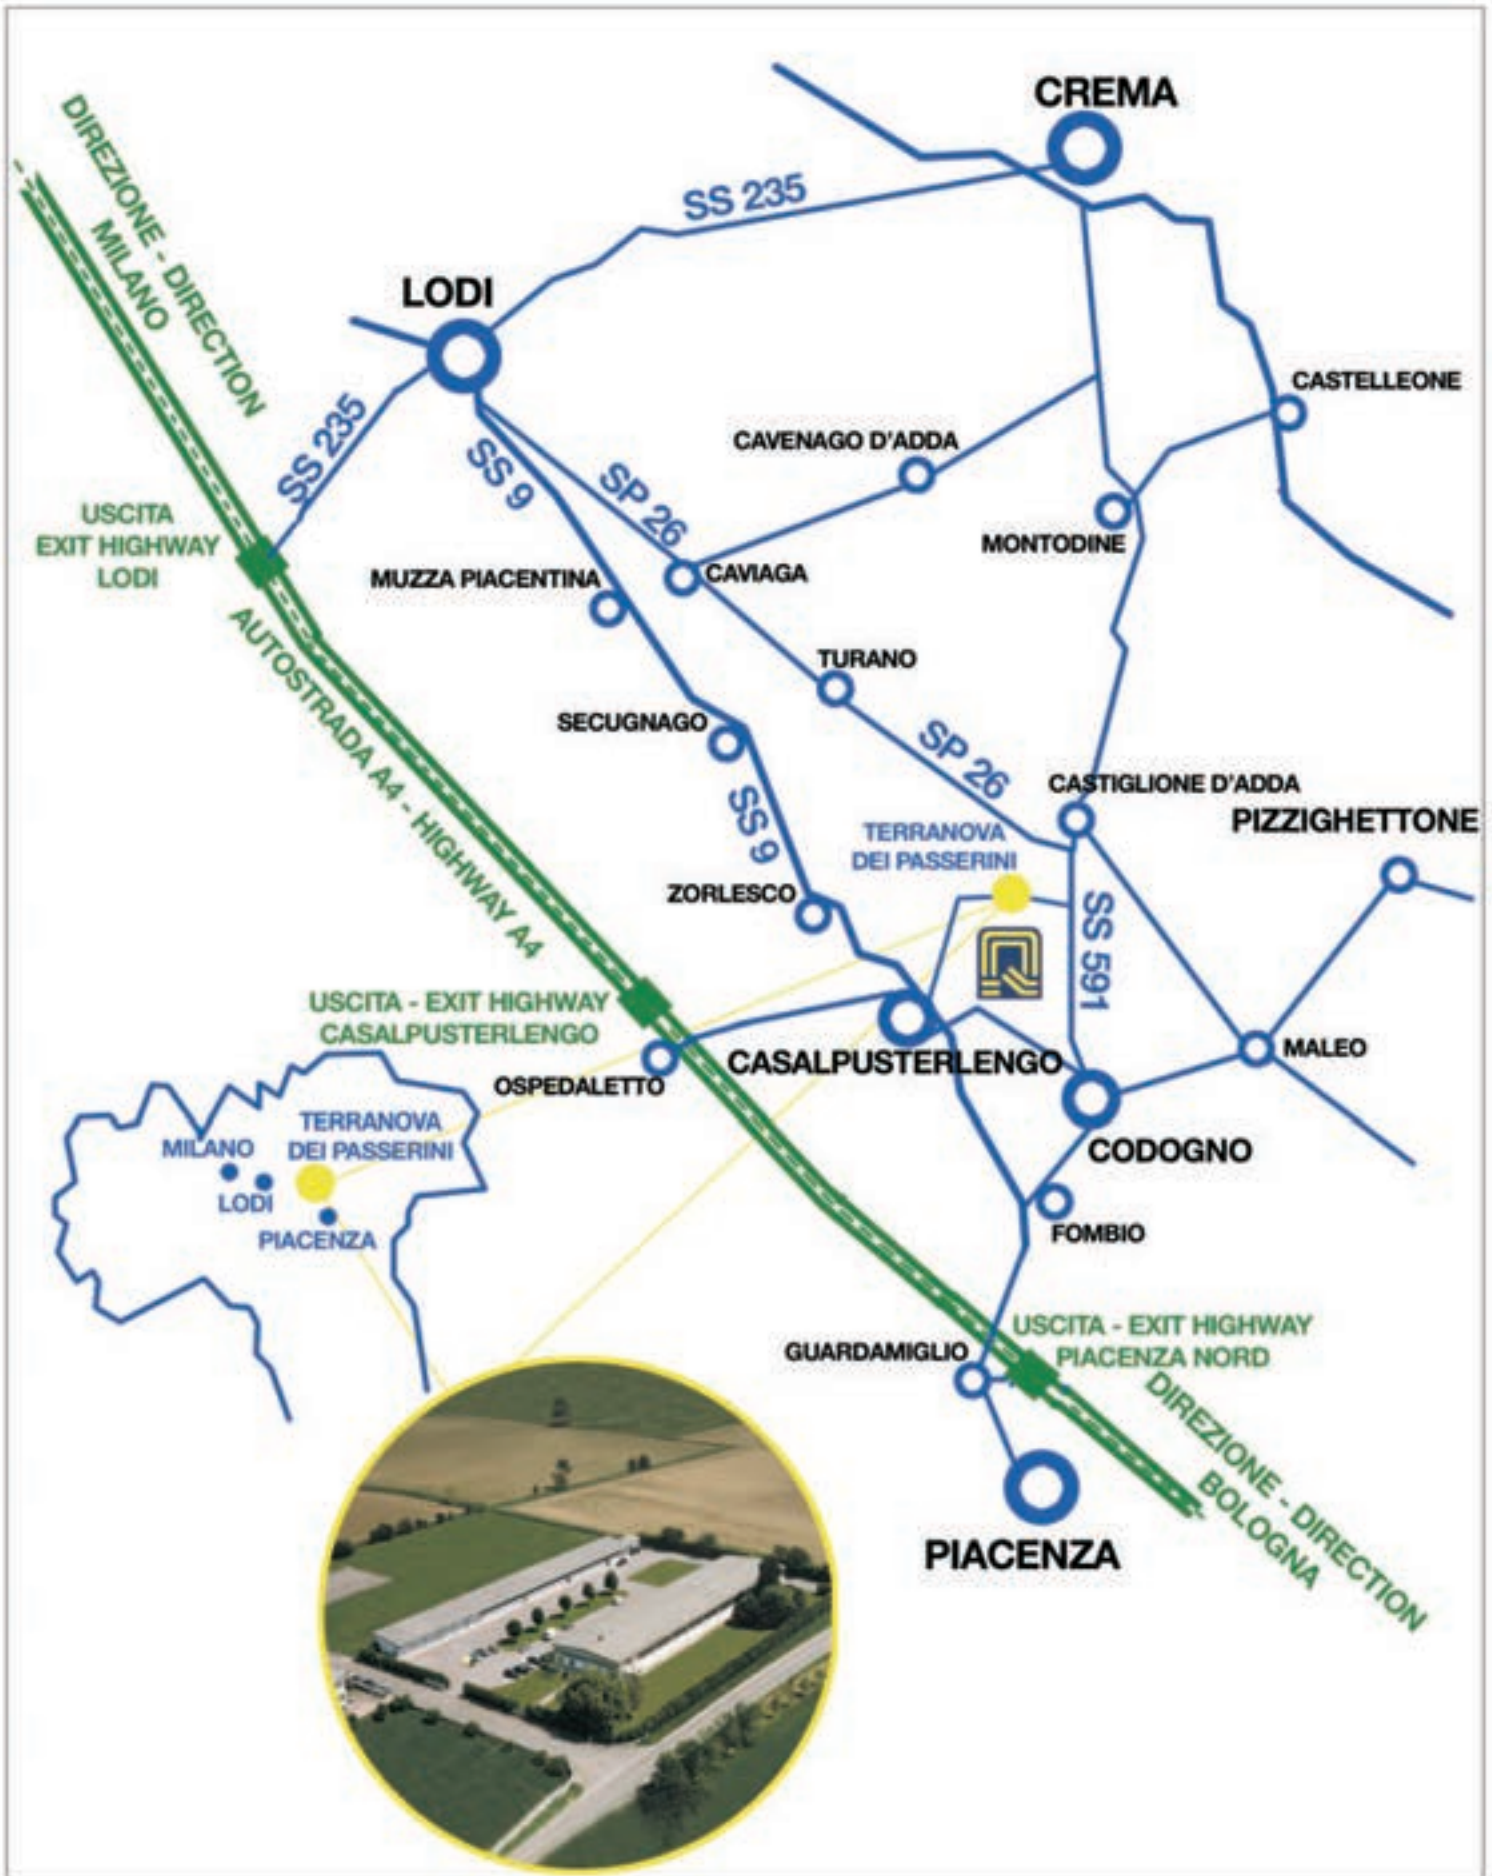 CREMA
DIREZIONE - DIRECTION
MILANO
SS 235
LODI
CASTELLEONE
SS 235
CAVENAGO D'ADDA
SS 9
SP 26
USCITA
EXIT HIGHWAY
LODI
MONTODINE
MUZZA PIACENTINA
CAVIAGA
AUTOSTRADA A4 - HIGHWAY A4
TURANO
SECUGNAGO
SP 26
CASTIGLIONE D'ADDA
PIZZIGHETTONE
SS 9
TERRANOVA
DEI PASSERINI
ZORLESCO
SS 591
USCITA - EXIT HIGHWAY
CASALPUSTERLENGO
CASALPUSTERLENGO
MALEO
OSPEDALETTO
TERRANOVA
DEI PASSERINI
MILANO
LODI
PIACENZA
CODOGNO
FOMBIO
USCITA - EXIT HIGHWAY
PIACENZA NORD
GUARDAMIGLIO
DIREZIONE - DIRECTION
BOLOGNA
PIACENZA